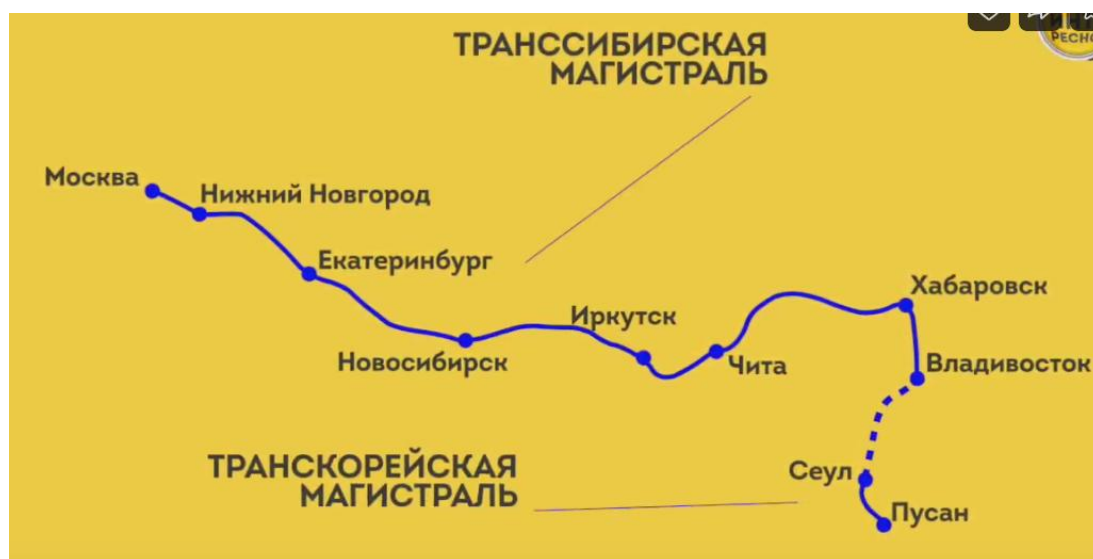 ТРАНССИБИРСКАЯ
МАГИСТРАЛЬ
Москва
Нижний Новгород
Екатеринбург
Новосибирск
Иркутск
Чита
Хабаровск
Владивосток
ТРАНСКОРЕЙСКАЯ
МАГИСТРАЛЬ
Сеул
Пусан